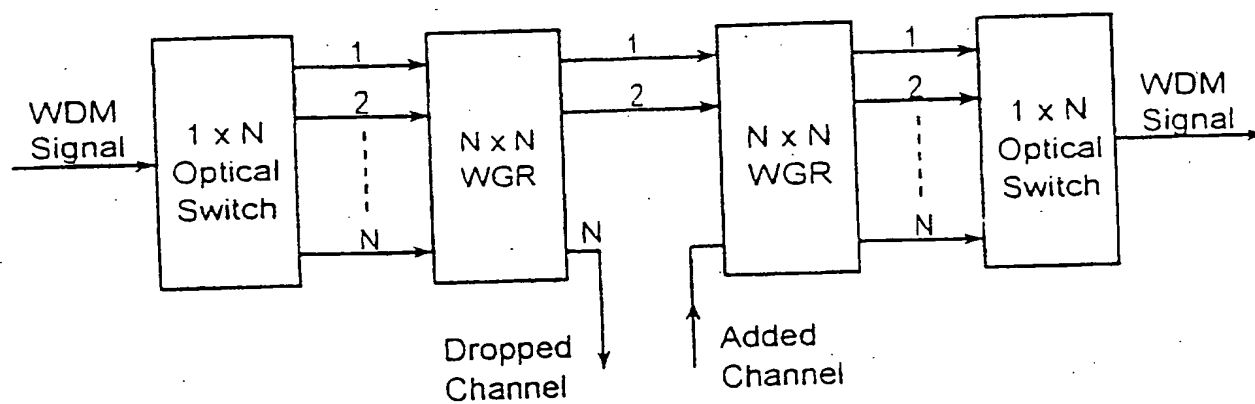 WDM
Signal
1 x N
Optical
Switch
1
2
N
N x N
WGR
1
2
N
Dropped
Channel
N x N
WGR
Added
Channel
1
2
N
1 x N
Optical
Switch
WDM
Signal